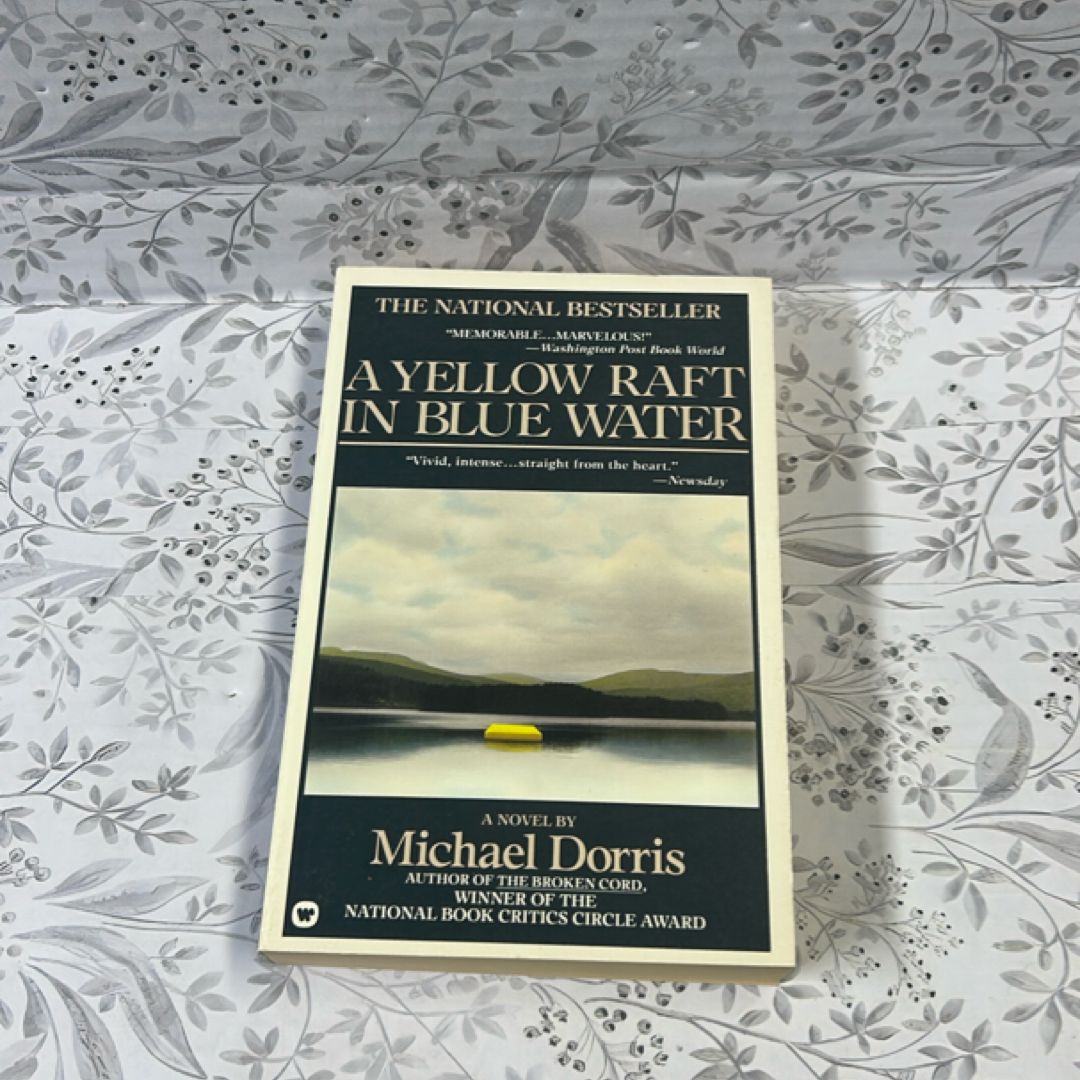 THE NATIONAL BESTSELLER
"MEMORABLE...MARVELOUS!"
—Washington Post Book World
A YELLOW RAFT
IN BLUE WATER
"Vivid, intense...straight from the heart."
—Newsday
A NOVEL BY
Michael Dorris
AUTHOR OF THE BROKEN CORD,
WINNER OF THE
NATIONAL BOOK CRITICS CIRCLE AWARD